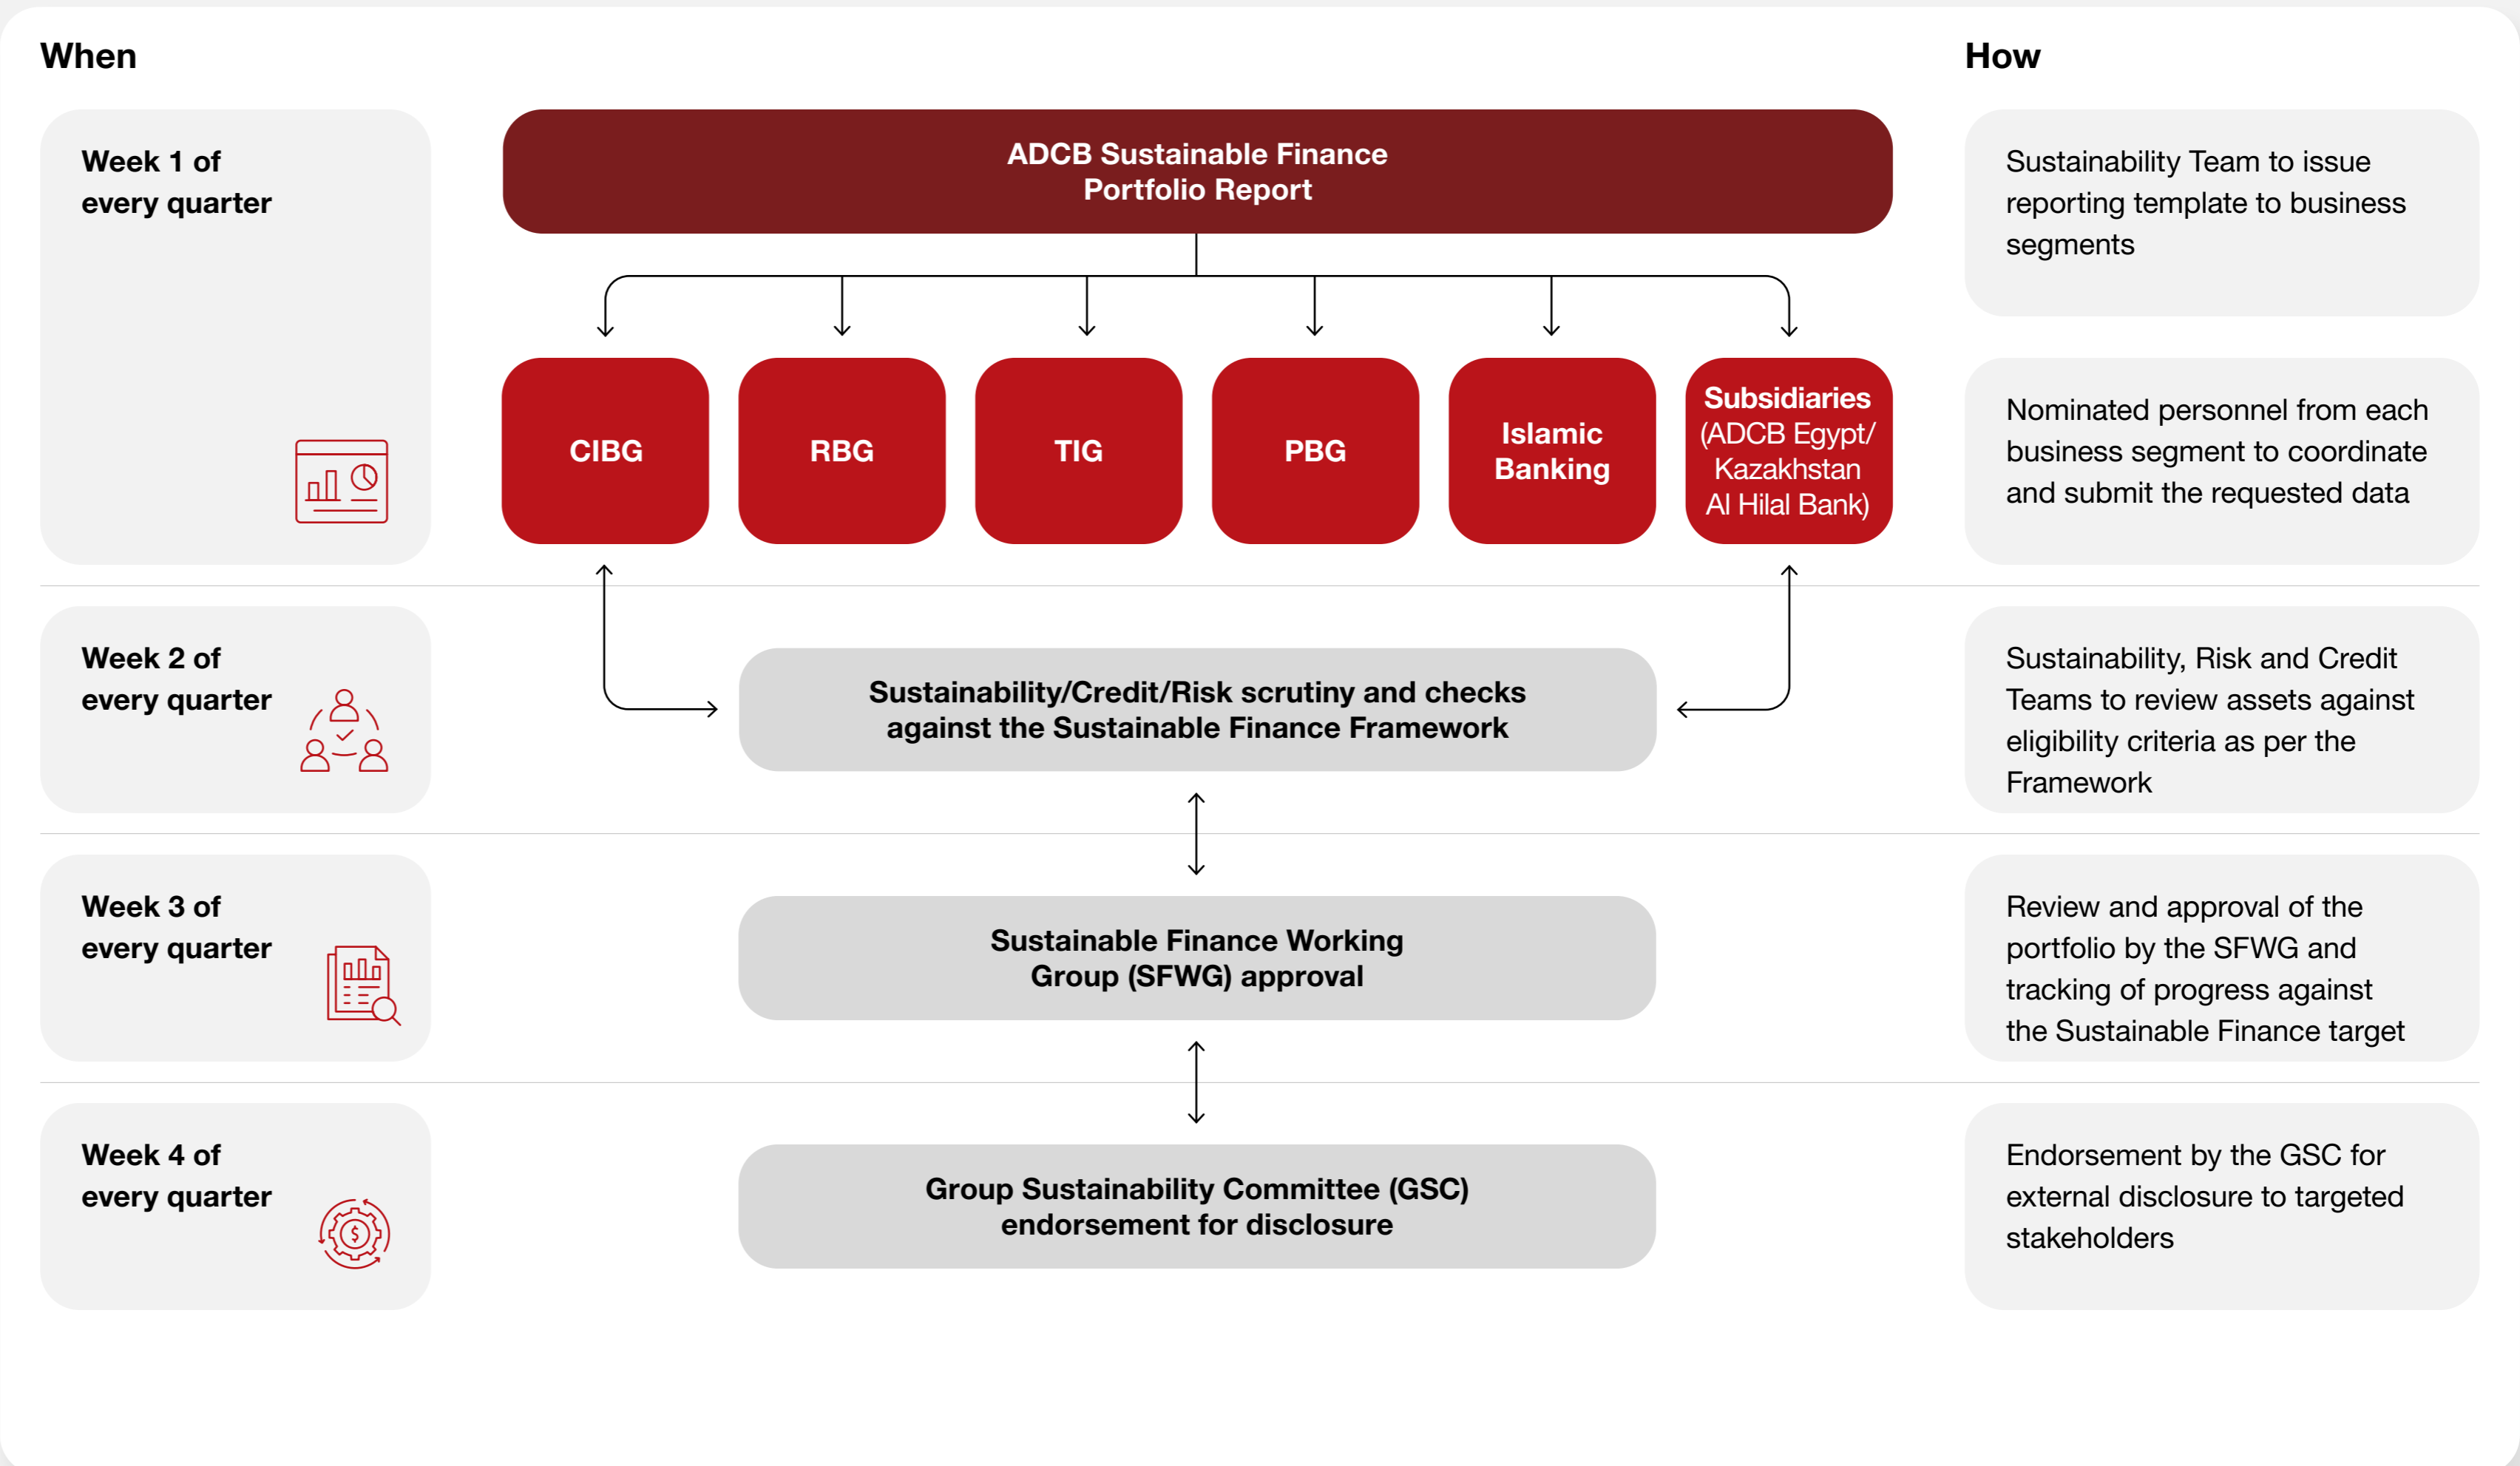 When
How
Week 1 of
every quarter
ADCB Sustainable Finance
Portfolio Report
Sustainability Team to issue
reporting template to business
segments
CIBG
RBG
TIG
PBG
Islamic
Banking
Subsidiaries
(ADCB Egypt/
Kazakhstan
Al Hilal Bank)
Nominated personnel from each
business segment to coordinate
and submit the requested data
Week 2 of
every quarter
Sustainability/Credit/Risk scrutiny and checks
against the Sustainable Finance Framework
Sustainability, Risk and Credit
Teams to review assets against
eligibility criteria as per the
Framework
Week 3 of
every quarter
Sustainable Finance Working
Group (SFWG) approval
Review and approval of the
portfolio by the SFWG and
tracking of progress against
the Sustainable Finance target
Week 4 of
every quarter
$
Group Sustainability Committee (GSC)
endorsement for disclosure
Endorsement by the GSC for
external disclosure to targeted
stakeholders